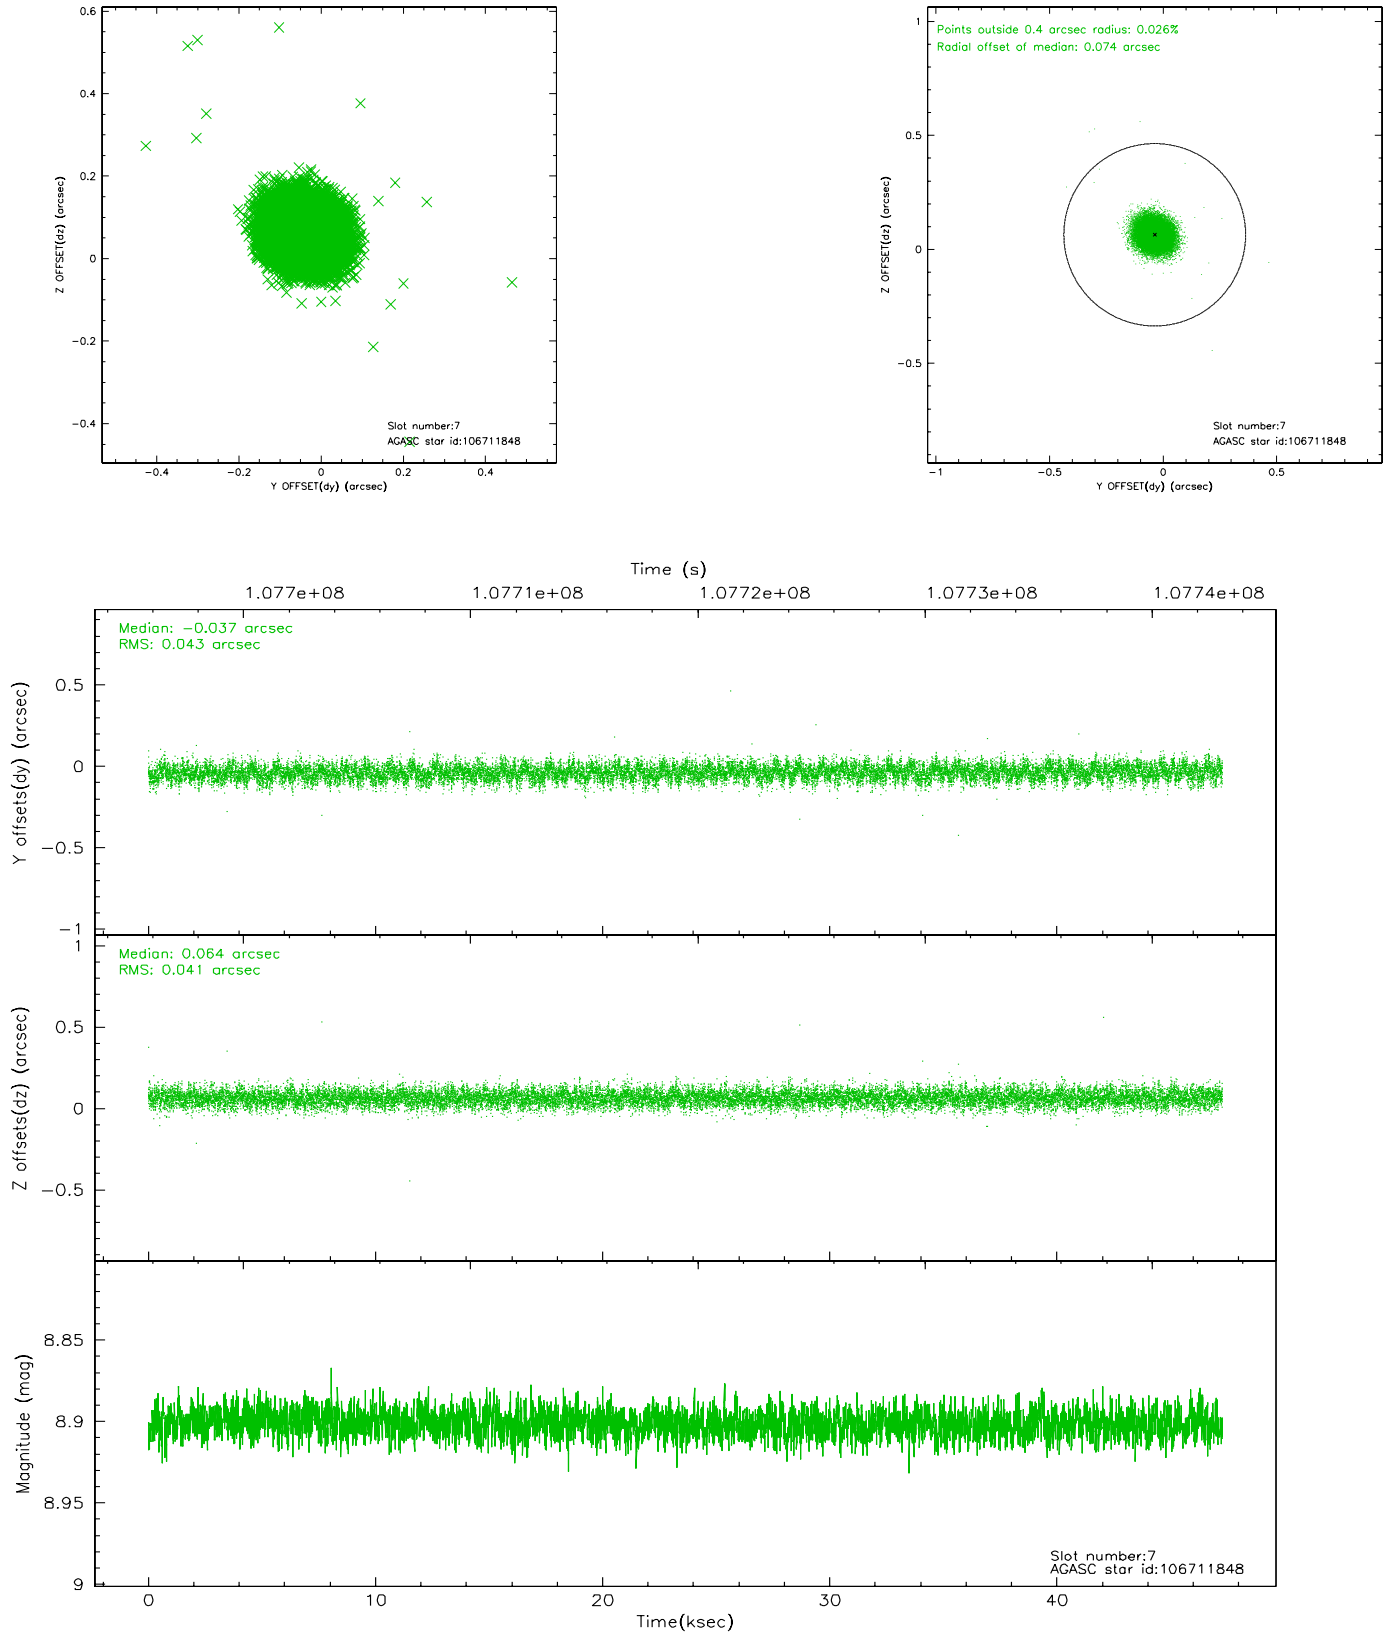 0.6
0.4
0.2
0
-0.2
-0.4
Z OFFSET(dz) (arcsec)
Slot number:7
AGASC star id:106711848
-0.4 -0.2 0 0.2 0.4
Y OFFSET(dy) (arcsec)
Points outside 0.4 arcsec radius: 0.026%
Radial offset of median: 0.074 arcsec
1
0.5
0
-0.5
Z OFFSET(dz) (arcsec)
Slot number:7
AGASC star id:106711848
-1 -0.5 0 0.5
Y OFFSET(dy) (arcsec)
Time (s)
1.077e+08 1.0771e+08 1.0772e+08 1.0773e+08 1.0774e+08
Median: -0.037 arcsec
RMS: 0.043 arcsec
0.5
0
-0.5
-1
Y offsets(dy) (arcsec)
Median: 0.064 arcsec
RMS: 0.041 arcsec
1
0.5
0
-0.5
Z offsets(dz) (arcsec)
8.85
8.9
8.95
9
Magnitude (mag)
Slot number:7
AGASC star id:106711848
0 10 20 30 40
Time(ksec)